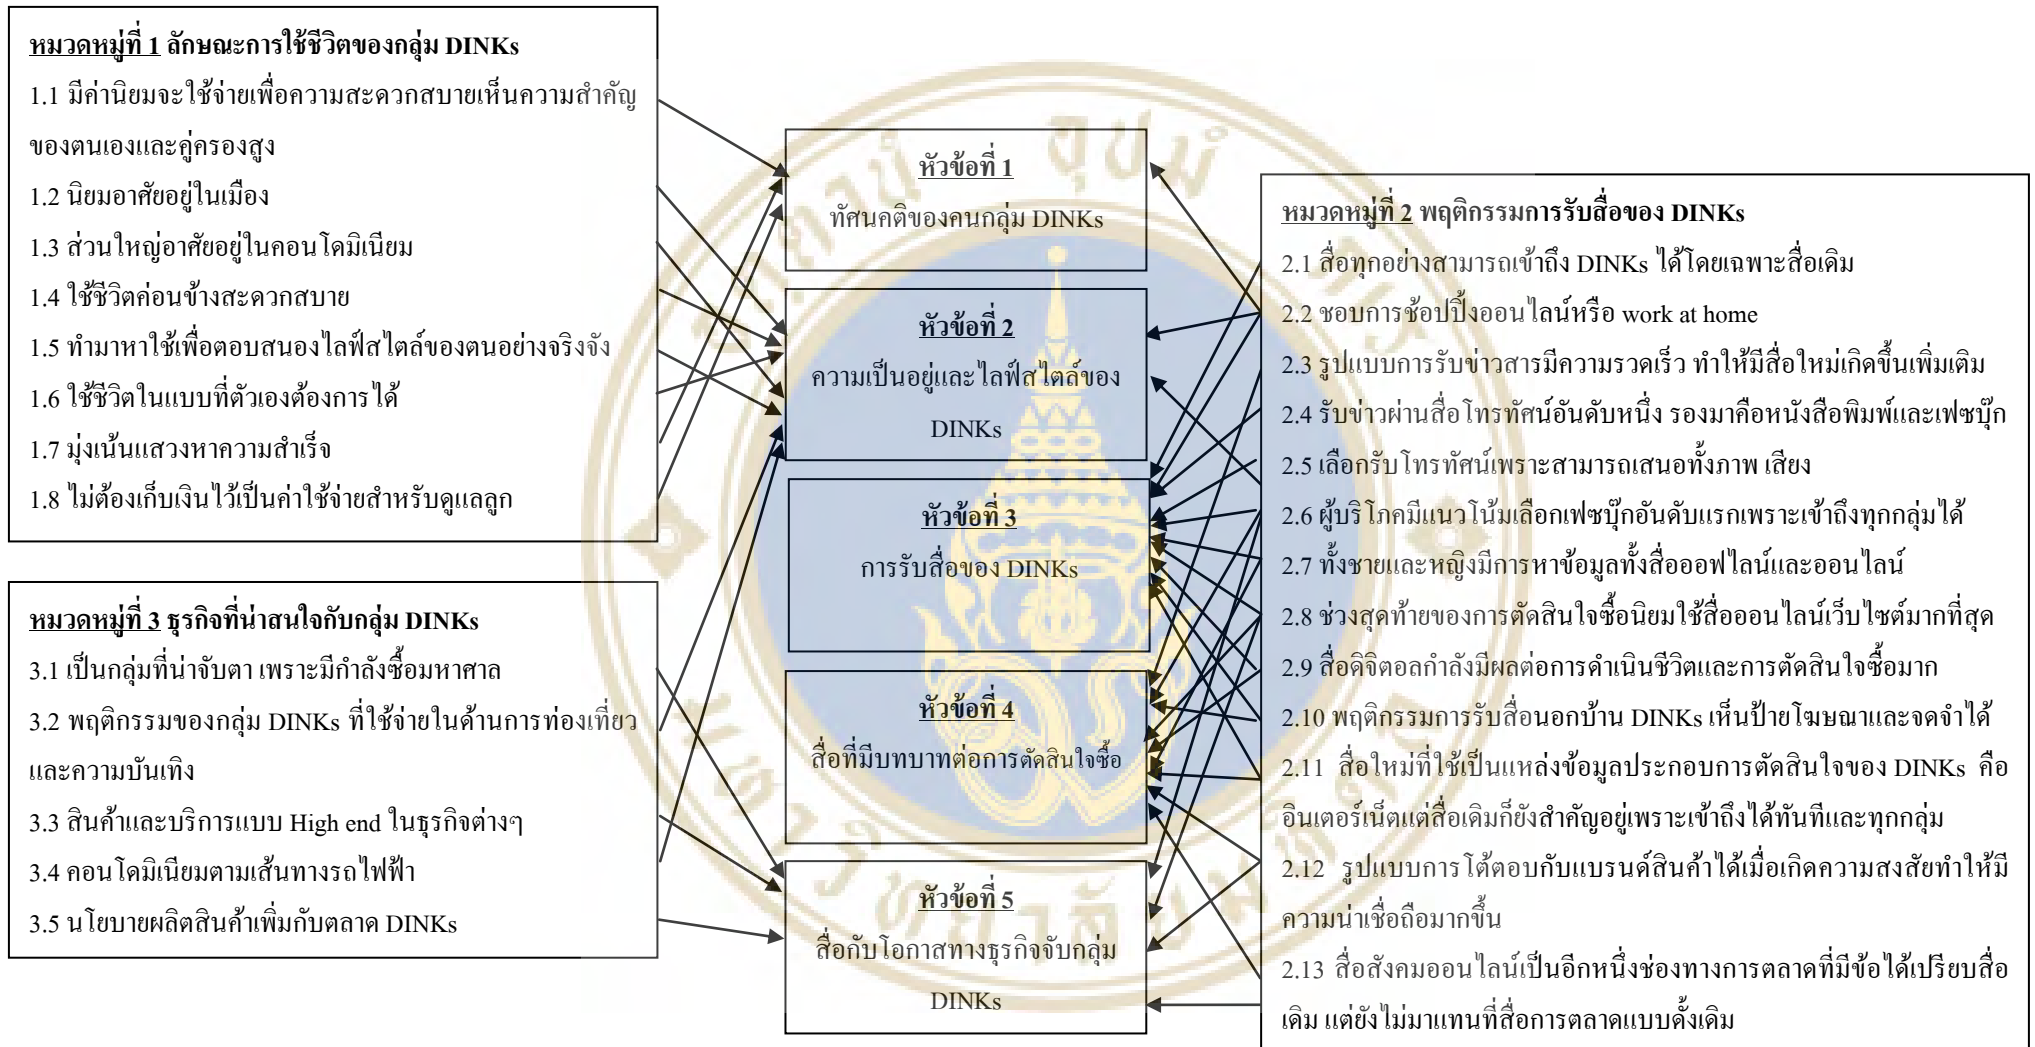 หมวดหมู่ที่ 1 ลักษณะการใช้ชีวิตของกลุ่ม DINKs
1.1 มีค่านิยมจะใช้จ่ายเพื่อความสะดวกสบายเห็นความสำคัญ
ของตนเองและคู่ครองสูง
1.2 นิยมอาศัยอยู่ในเมือง
1.3 ส่วนใหญ่อาศัยอยู่ในคอนโดมิเนียม
1.4 ใช้ชีวิตค่อนข้างสะดวกสบาย
1.5 ทำมาหาใช้เพื่อตอบสนองไลฟ์สไตล์ของตนอย่างจริงจัง
1.6 ใช้ชีวิตในแบบที่ตัวเองต้องการได้
1.7 มุ่งเน้นแสวงหาความสำเร็จ
1.8 ไม่ต้องเก็บเงินไว้เป็นค่าใช้จ่ายสำหรับดูแลลูก
หมวดหมู่ที่ 3 ธุรกิจที่น่าสนใจกับกลุ่ม DINKs
3.1 เป็นกลุ่มที่น่าจับตา เพราะมีกำลังซื้อมหาศาล
3.2 พฤติกรรมของกลุ่ม DINKs ที่ใช้จ่ายในด้านการท่องเที่ยว
และความบันเทิง
3.3 สินค้าและบริการแบบ High end ในธุรกิจต่างๆ
3.4 คอนโดมิเนียมตามเส้นทางรถไฟฟ้า
3.5 นโยบายผลิตสินค้าเพิ่มกับตลาด DINKs
หัวข้อที่ 1
ทัศนคติของคนกลุ่ม DINKs
หัวข้อที่ 2
ความเป็นอยู่และไลฟ์สไตล์ของ
DINKs
หัวข้อที่ 3
การรับสื่อของ DINKs
หัวข้อที่ 4
สื่อที่มีบทบาทต่อการตัดสินใจซื้อ
หัวข้อที่ 5
สื่อกับโอกาสทางธุรกิจจับกลุ่ม
DINKs
หมวดหมู่ที่ 2 พฤติกรรมการรับสื่อของ DINKs
2.1 สื่อทุกอย่างสามารถเข้าถึง DINKs ได้โดยเฉพาะสื่อเดิม
2.2 ชอบการช้อปปิ้งออนไลน์หรือ work at home
2.3 รูปแบบการรับข่าวสารมีความรวดเร็ว ทำให้มีสื่อใหม่เกิดขึ้นเพิ่มเติม
2.4 รับข่าวผ่านสื่อโทรทัศน์อันดับหนึ่ง รองมาคือหนังสือพิมพ์และเฟซบุ๊ก
2.5 เลือกรับโทรทัศน์เพราะสามารถเสนอทั้งภาพ เสียง
2.6 ผู้บริโภคมีแนวโน้มเลือกเฟซบุ๊กอันดับแรกเพราะเข้าถึงทุกกลุ่มได้
2.7 ทั้งชายและหญิงมีการหาข้อมูลทั้งสื่อออฟไลน์และออนไลน์
2.8 ช่วงสุดท้ายของการตัดสินใจซื้อนิยมใช้สื่อออนไลน์เว็บไซต์มากที่สุด
2.9 สื่อดิจิตอลกำลังมีผลต่อการดำเนินชีวิตและการตัดสินใจซื้อมาก
2.10 พฤติกรรมการรับสื่อนอกบ้าน DINKs เห็นป้ายโฆษณาและจดจำได้
2.11 สื่อใหม่ที่ใช้เป็นแหล่งข้อมูลประกอบการตัดสินใจของ DINKs คือ
อินเตอร์เน็ตแต่สื่อเดิมก็ยังสำคัญอยู่เพราะเข้าถึงได้ทันทีและทุกกลุ่ม
2.12 รูปแบบการโต้ตอบกับแบรนด์สินค้าได้เมื่อเกิดความสงสัยทำให้มี
ความน่าเชื่อถือมากขึ้น
2.13 สื่อสังคมออนไลน์เป็นอีกหนึ่งช่องทางการตลาดที่มีข้อได้เปรียบสื่อ
เดิม แต่ยังไม่มาแทนที่สื่อการตลาดแบบดั้งเดิม